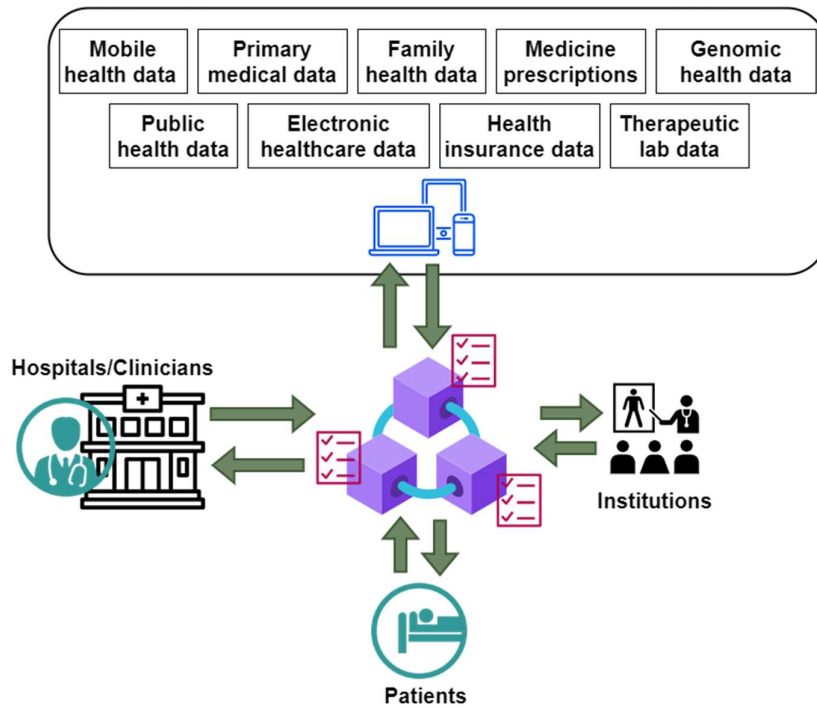 Mobile
health data
Primary
medical data
Family
health data
Medicine
prescriptions
Genomic
health data
Public
health data
Electronic
healthcare data
Health
insurance data
Therapeutic
lab data
Hospitals/Clinicians
Institutions
Patients